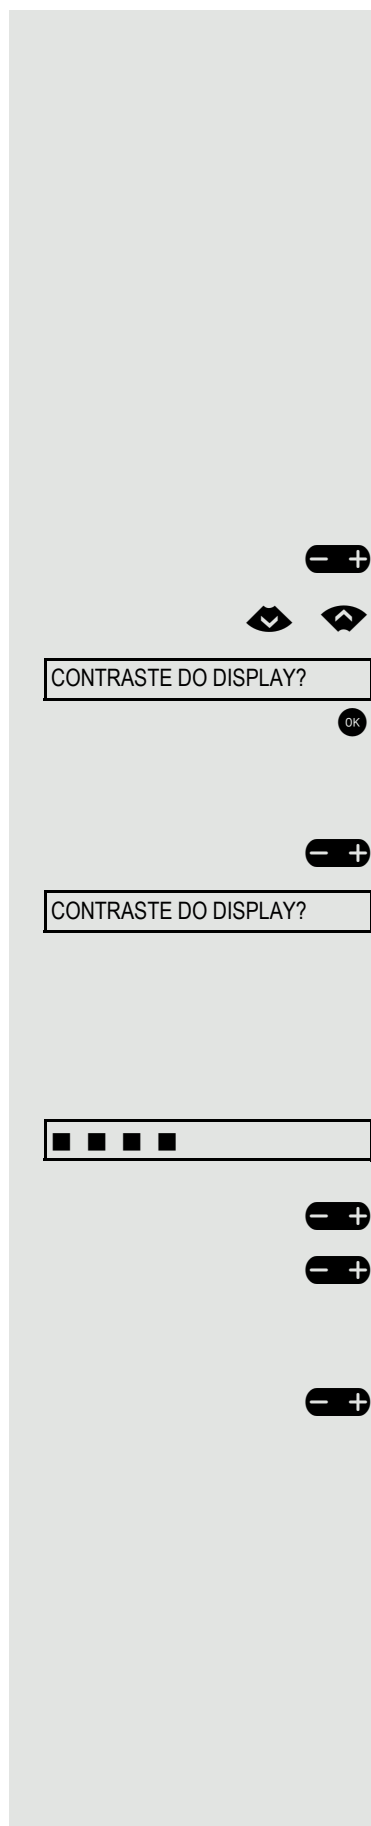 − +
CONTRASTE DO DISPLAY?
OK
− +
CONTRASTE DO DISPLAY?
− +
− +
− +